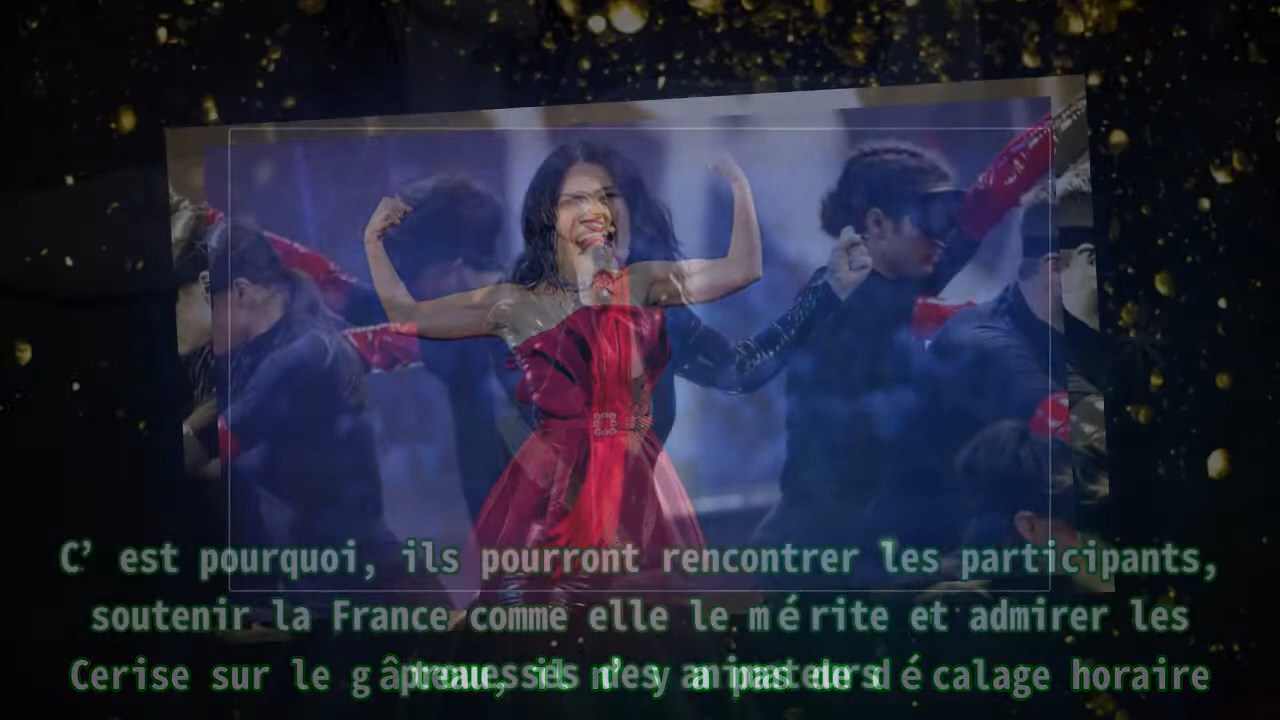 C’ est pourquoi, ils pourront rencontrer les participants,
soutenir la France comme elle le mérite et admirer les
Cerise sur le gâteau, il n’ y a pas de décalage horaire